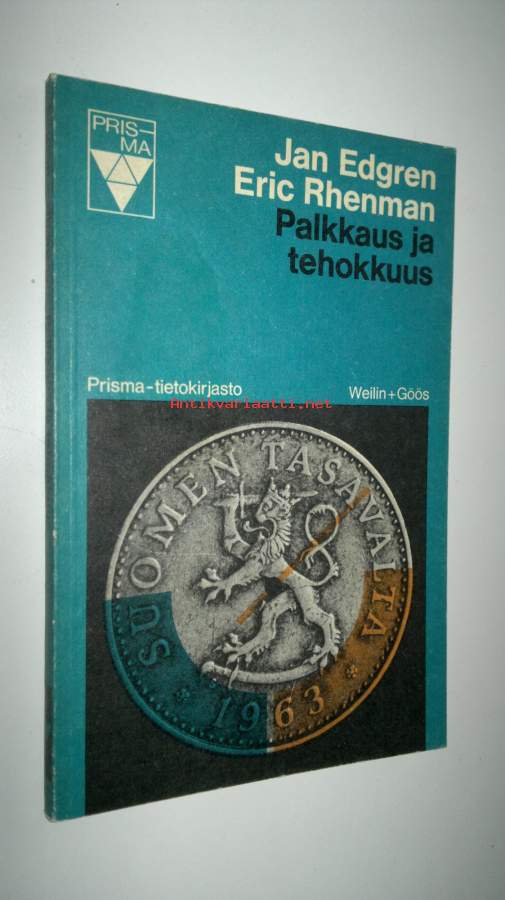 PRIS-
MA
Jan Edgren
Eric Rhenman
Palkkaus ja
tehokkuus
Prisma-tietokirjasto
Weilin+Göös
Antikvariaatti.net
SUOMEN TASAVALTA
* 1963 *